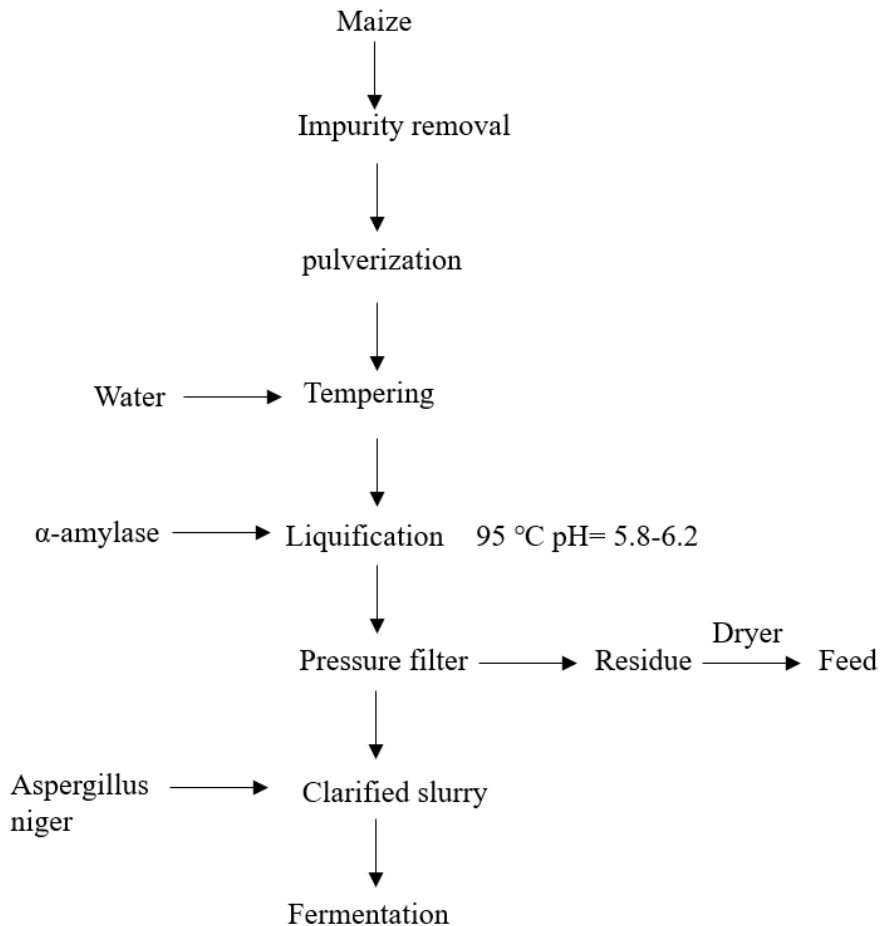 Maize
Impurity removal
pulverization
Water
Tempering
α-amylase
Liquification
95 ℃ pH= 5.8-6.2
Pressure filter
Residue
Dryer
Feed
Aspergillus
niger
Clarified slurry
Fermentation